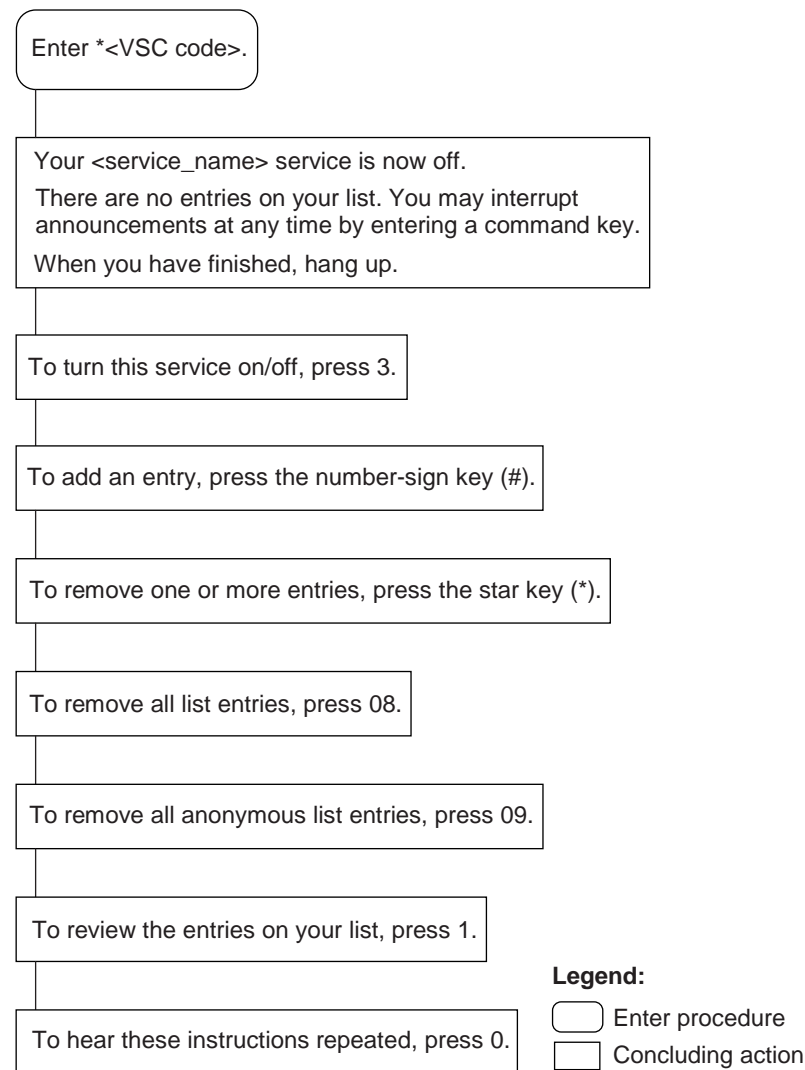 Enter *<VSC code>.
Your <service_name> service is now off.
There are no entries on your list. You may interrupt
announcements at any time by entering a command key.
When you have finished, hang up.
To turn this service on/off, press 3.
To add an entry, press the number-sign key (#).
To remove one or more entries, press the star key (*).
To remove all list entries, press 08.
To remove all anonymous list entries, press 09.
To review the entries on your list, press 1.
To hear these instructions repeated, press 0.
Legend:
Enter procedure
Concluding action